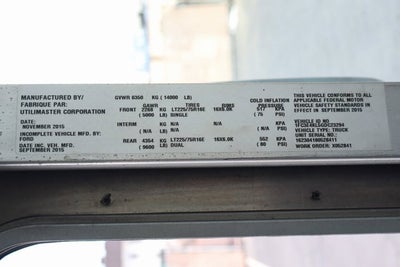 MANUFACTURED BY/
FABRIQUE PAR:
UTILIMASTER CORPORATION
DATE:
NOVEMBER 2015
INCOMPLETE VEH. MFD. BY:
FORD
DATE INC. VEH. MFD.
SEPTEMBER 2015
GVWR 6350 KG ( 14000 LB)
GAWR TIRES RIMS
FRONT 2268 KG LT225/75R16E 16X6.0K
( 5000 LB) SINGLE
INTERM KG N/A N/A
( N/A LB) N/A
REAR 4354 KG LT225/75R16E 16X6.0K
( 9600 LB) DUAL
COLD INFLATION
PRESSURE
517 KPA
( 75 PSI)
KPA
( N/A PSI)
552 KPA
( 80 PSI)
THIS VEHICLE CONFORMS TO ALL
APPLICABLE FEDERAL MOTOR
VEHICLE SAFETY STANDARDS IN
EFFECT IN SEPTEMBER 2015
VEHICLE ID NO
VEHICLE TYPE: TRUCK
UNIT SERIAL NO:
16230418SDV2811
WORK ORDER: X052841